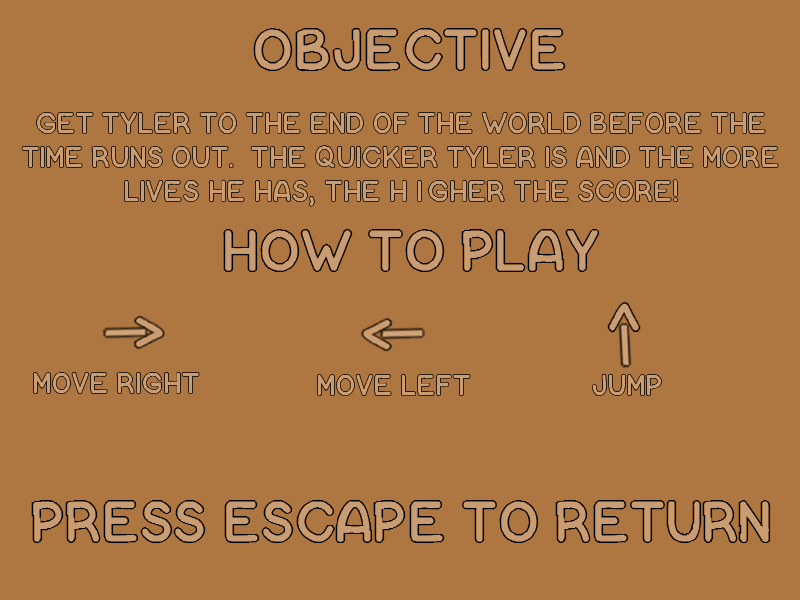 OBJECTIVE
GET TYLER TO THE END OF THE WORLD BEFORE THE
TIME RUNS OUT.  THE QUICKER TYLER IS AND THE MORE
LIVES HE HAS, THE HIGHER THE SCORE!
HOW TO PLAY
MOVE RIGHT MOVE LEFT JUMP
PRESS ESCAPE TO RETURN